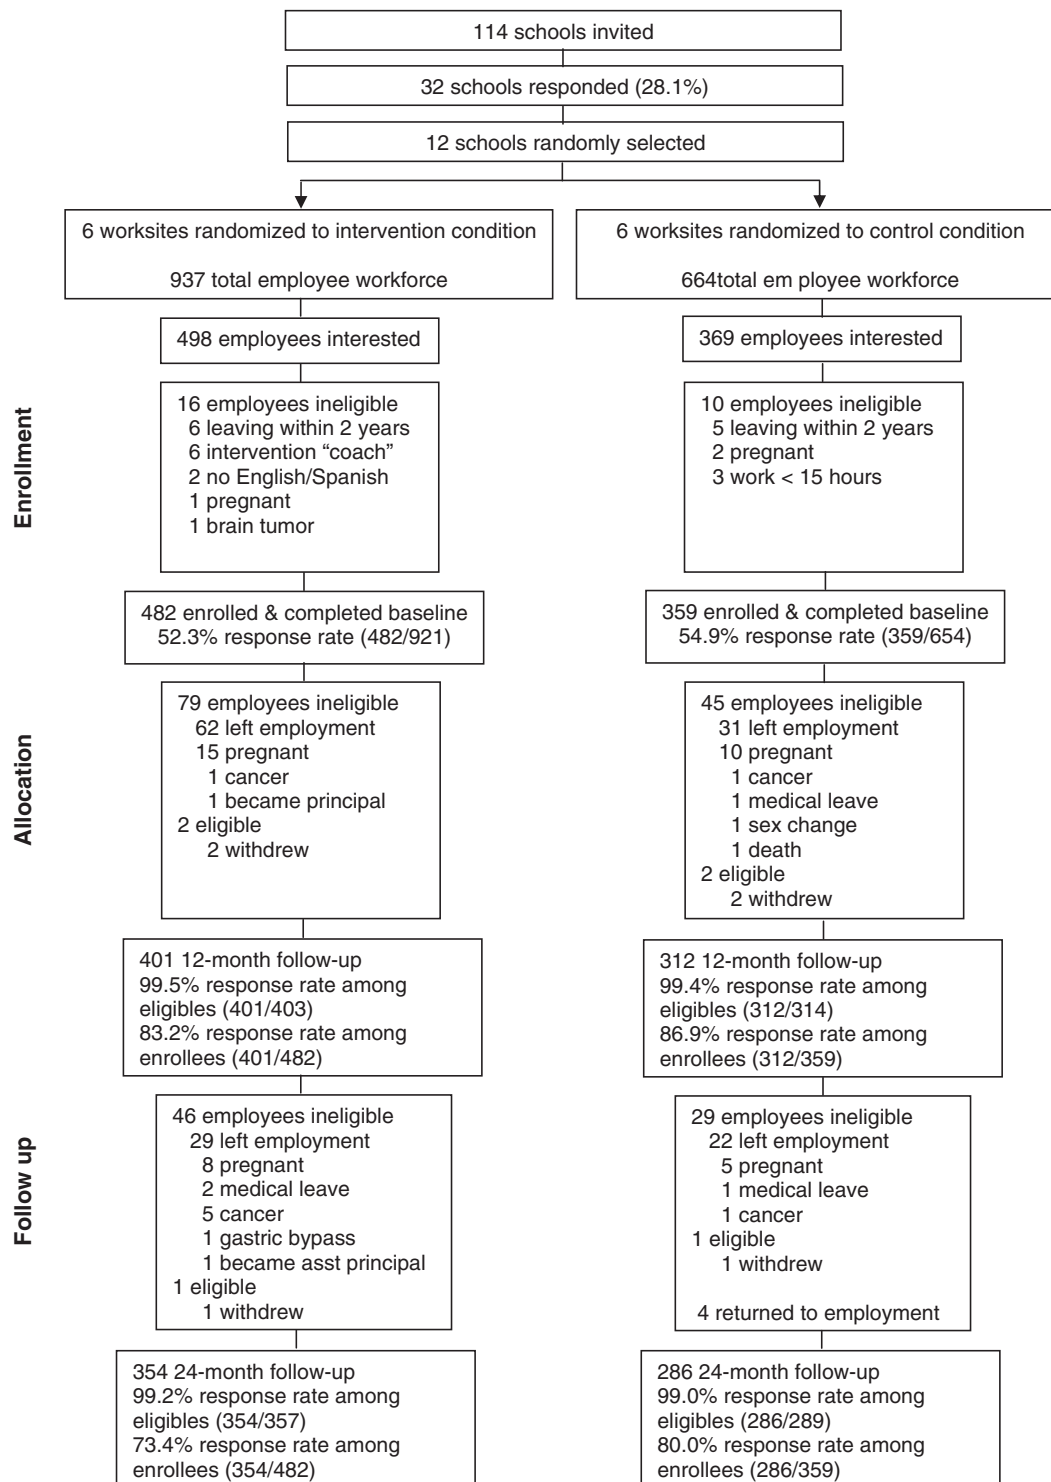 114 schools invited
32 schools responded (28.1%)
12 schools randomly selected
6 worksites randomized to intervention condition
937 total employee workforce
6 worksites randomized to control condition
664total em ployee workforce
498 employees interested
369 employees interested
Enrollment
16 employees ineligible
6 leaving within 2 years
6 intervention “coach”
2 no English/Spanish
1 pregnant
1 brain tumor
10 employees ineligible
5 leaving within 2 years
2 pregnant
3 work < 15 hours
482 enrolled & completed baseline
52.3% response rate (482/921)
359 enrolled & completed baseline
54.9% response rate (359/654)
Allocation
79 employees ineligible
62 left employment
15 pregnant
1 cancer
1 became principal
2 eligible
2 withdrew
45 employees ineligible
31 left employment
10 pregnant
1 cancer
1 medical leave
1 sex change
1 death
2 eligible
2 withdrew
401 12-month follow-up
99.5% response rate among
eligibles (401/403)
83.2% response rate among
enrollees (401/482)
312 12-month follow-up
99.4% response rate among
eligibles (312/314)
86.9% response rate among
enrollees (312/359)
Follow up
46 employees ineligible
29 left employment
8 pregnant
2 medical leave
5 cancer
1 gastric bypass
1 became asst principal
1 eligible
1 withdrew
29 employees ineligible
22 left employment
5 pregnant
1 medical leave
1 cancer
1 eligible
1 withdrew
4 returned to employment
354 24-month follow-up
99.2% response rate among
eligibles (354/357)
73.4% response rate among
enrollees (354/482)
286 24-month follow-up
99.0% response rate among
eligibles (286/289)
80.0% response rate among
enrollees (286/359)